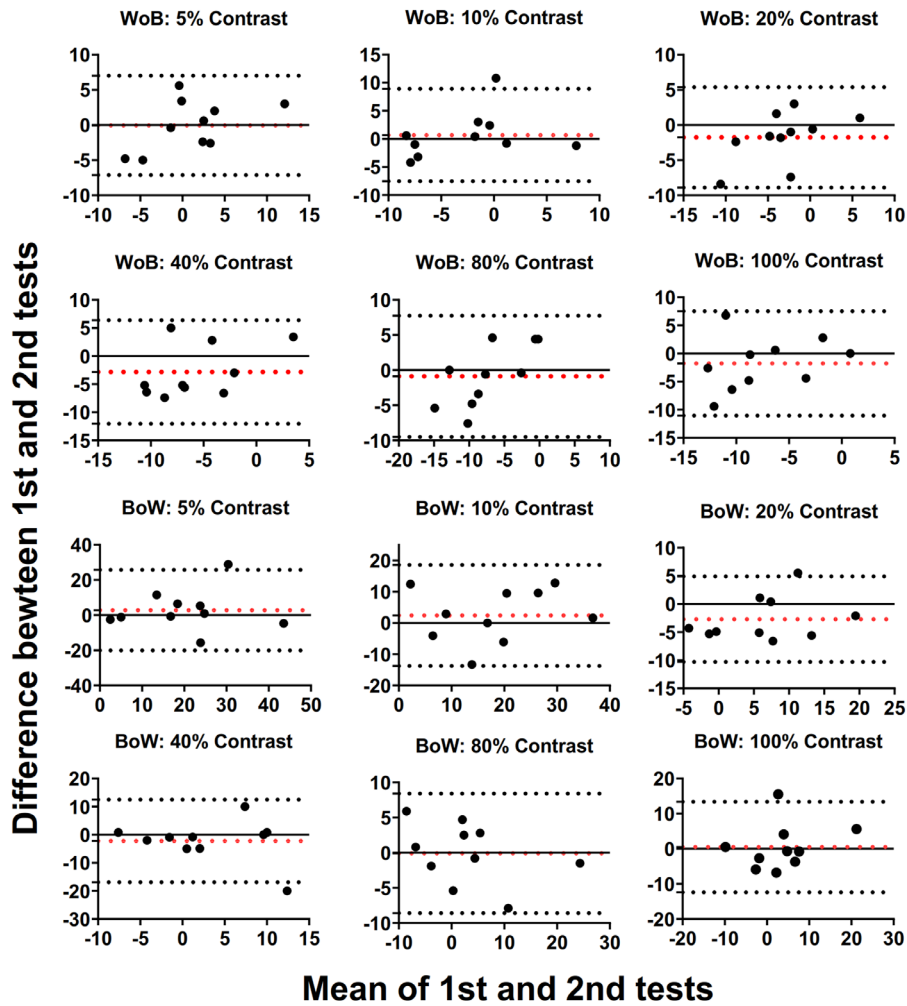 Difference bewteen 1st and 2nd tests
WoB: 5% Contrast
10
5
0
-5
-10
-10 -5 0 5 10 15
WoB: 10% Contrast
15
10
5
0
-5
10
-10 -5 0 5 10
WoB: 20% Contrast
10
5
0
-5
-10
-15 -10 -5 0 5 10
WoB: 40% Contrast
10
5
0
-5
-10
-15
-15 -10 -5 0 5
WoB: 80% Contrast
10
5
0
-5
-10
-20 -15 -10 -5 0 5
WoB: 100% Contrast
10
5
0
-5
-10
-15
-15 -10 -5 0 5
BoW: 5% Contrast
40
20
0
-20
-40
0 10 20 30 40 50
BoW: 10% Contrast
20
10
0
-10
-20
0 10 20 30 40
BoW: 20% Contrast
10
5
0
-5
-10
-15
-5 0 5 10 15 20 25
BoW: 40% Contrast
20
10
0
-10
-20
-30
-10 -5 0 5 10 15
BoW: 80% Contrast
10
5
0
-5
-10
-10 0 10 20 30
BoW: 100% Contrast
20
10
0
-10
-20
-20 -10 0 10 20 30
Mean of 1st and 2nd tests